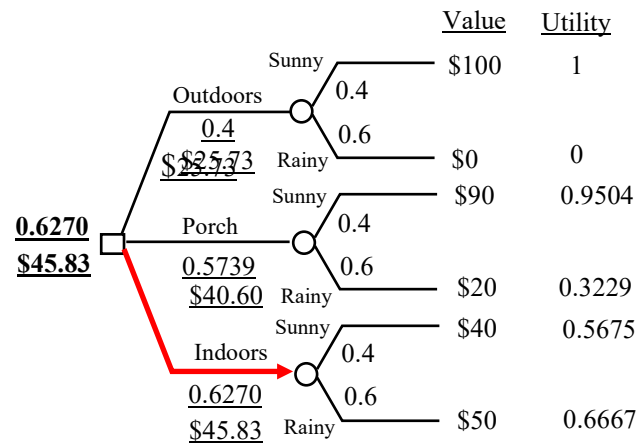 Value Utility
Sunny $100 1
0.4
Outdoors
0.4 0.6
$25.73 $25.73 Rainy $0 0
Sunny $90 0.9504
0.6270 Porch 0.4
$45.83 0.5739 0.6
$40.60 Rainy $20 0.3229
Sunny $40 0.5675
Indoors 0.4
0.6270 0.6
$45.83 Rainy $50 0.6667